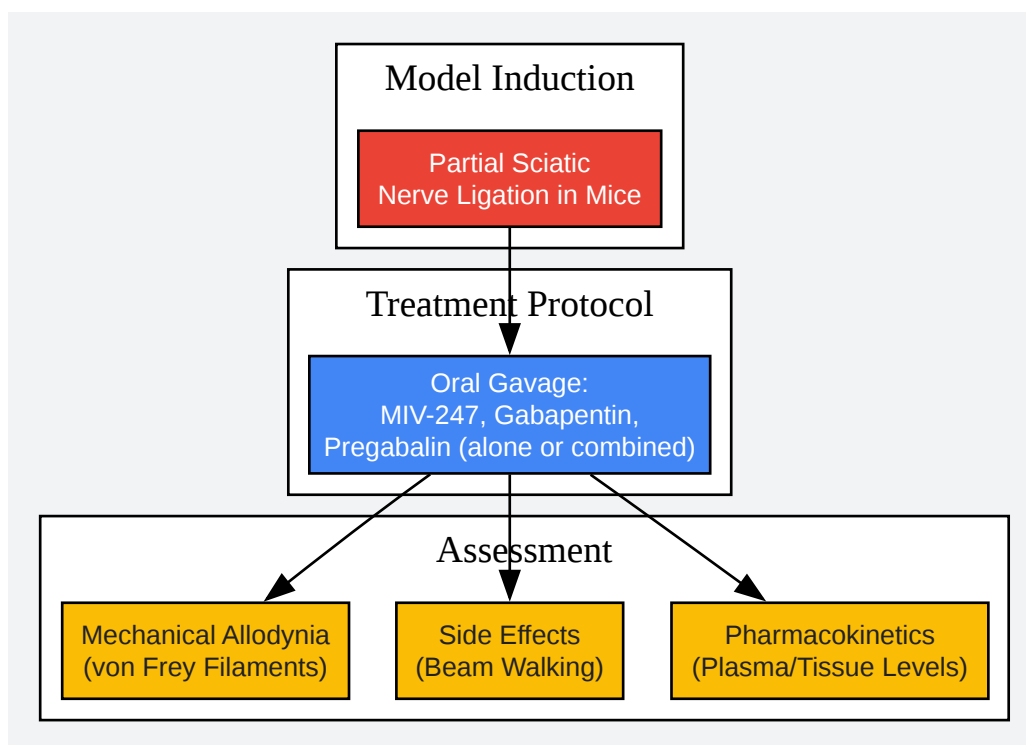 Model Induction
Partial Sciatic
Nerve Ligation in Mice
Treatment Protocol
Oral Gavage:
MIV-247, Gabapentin,
Pregabalin (alone or combined)
Assessment
Mechanical Allodynia
(von Frey Filaments)
Side Effects
(Beam Walking)
Pharmacokinetics
(Plasma/Tissue Levels)